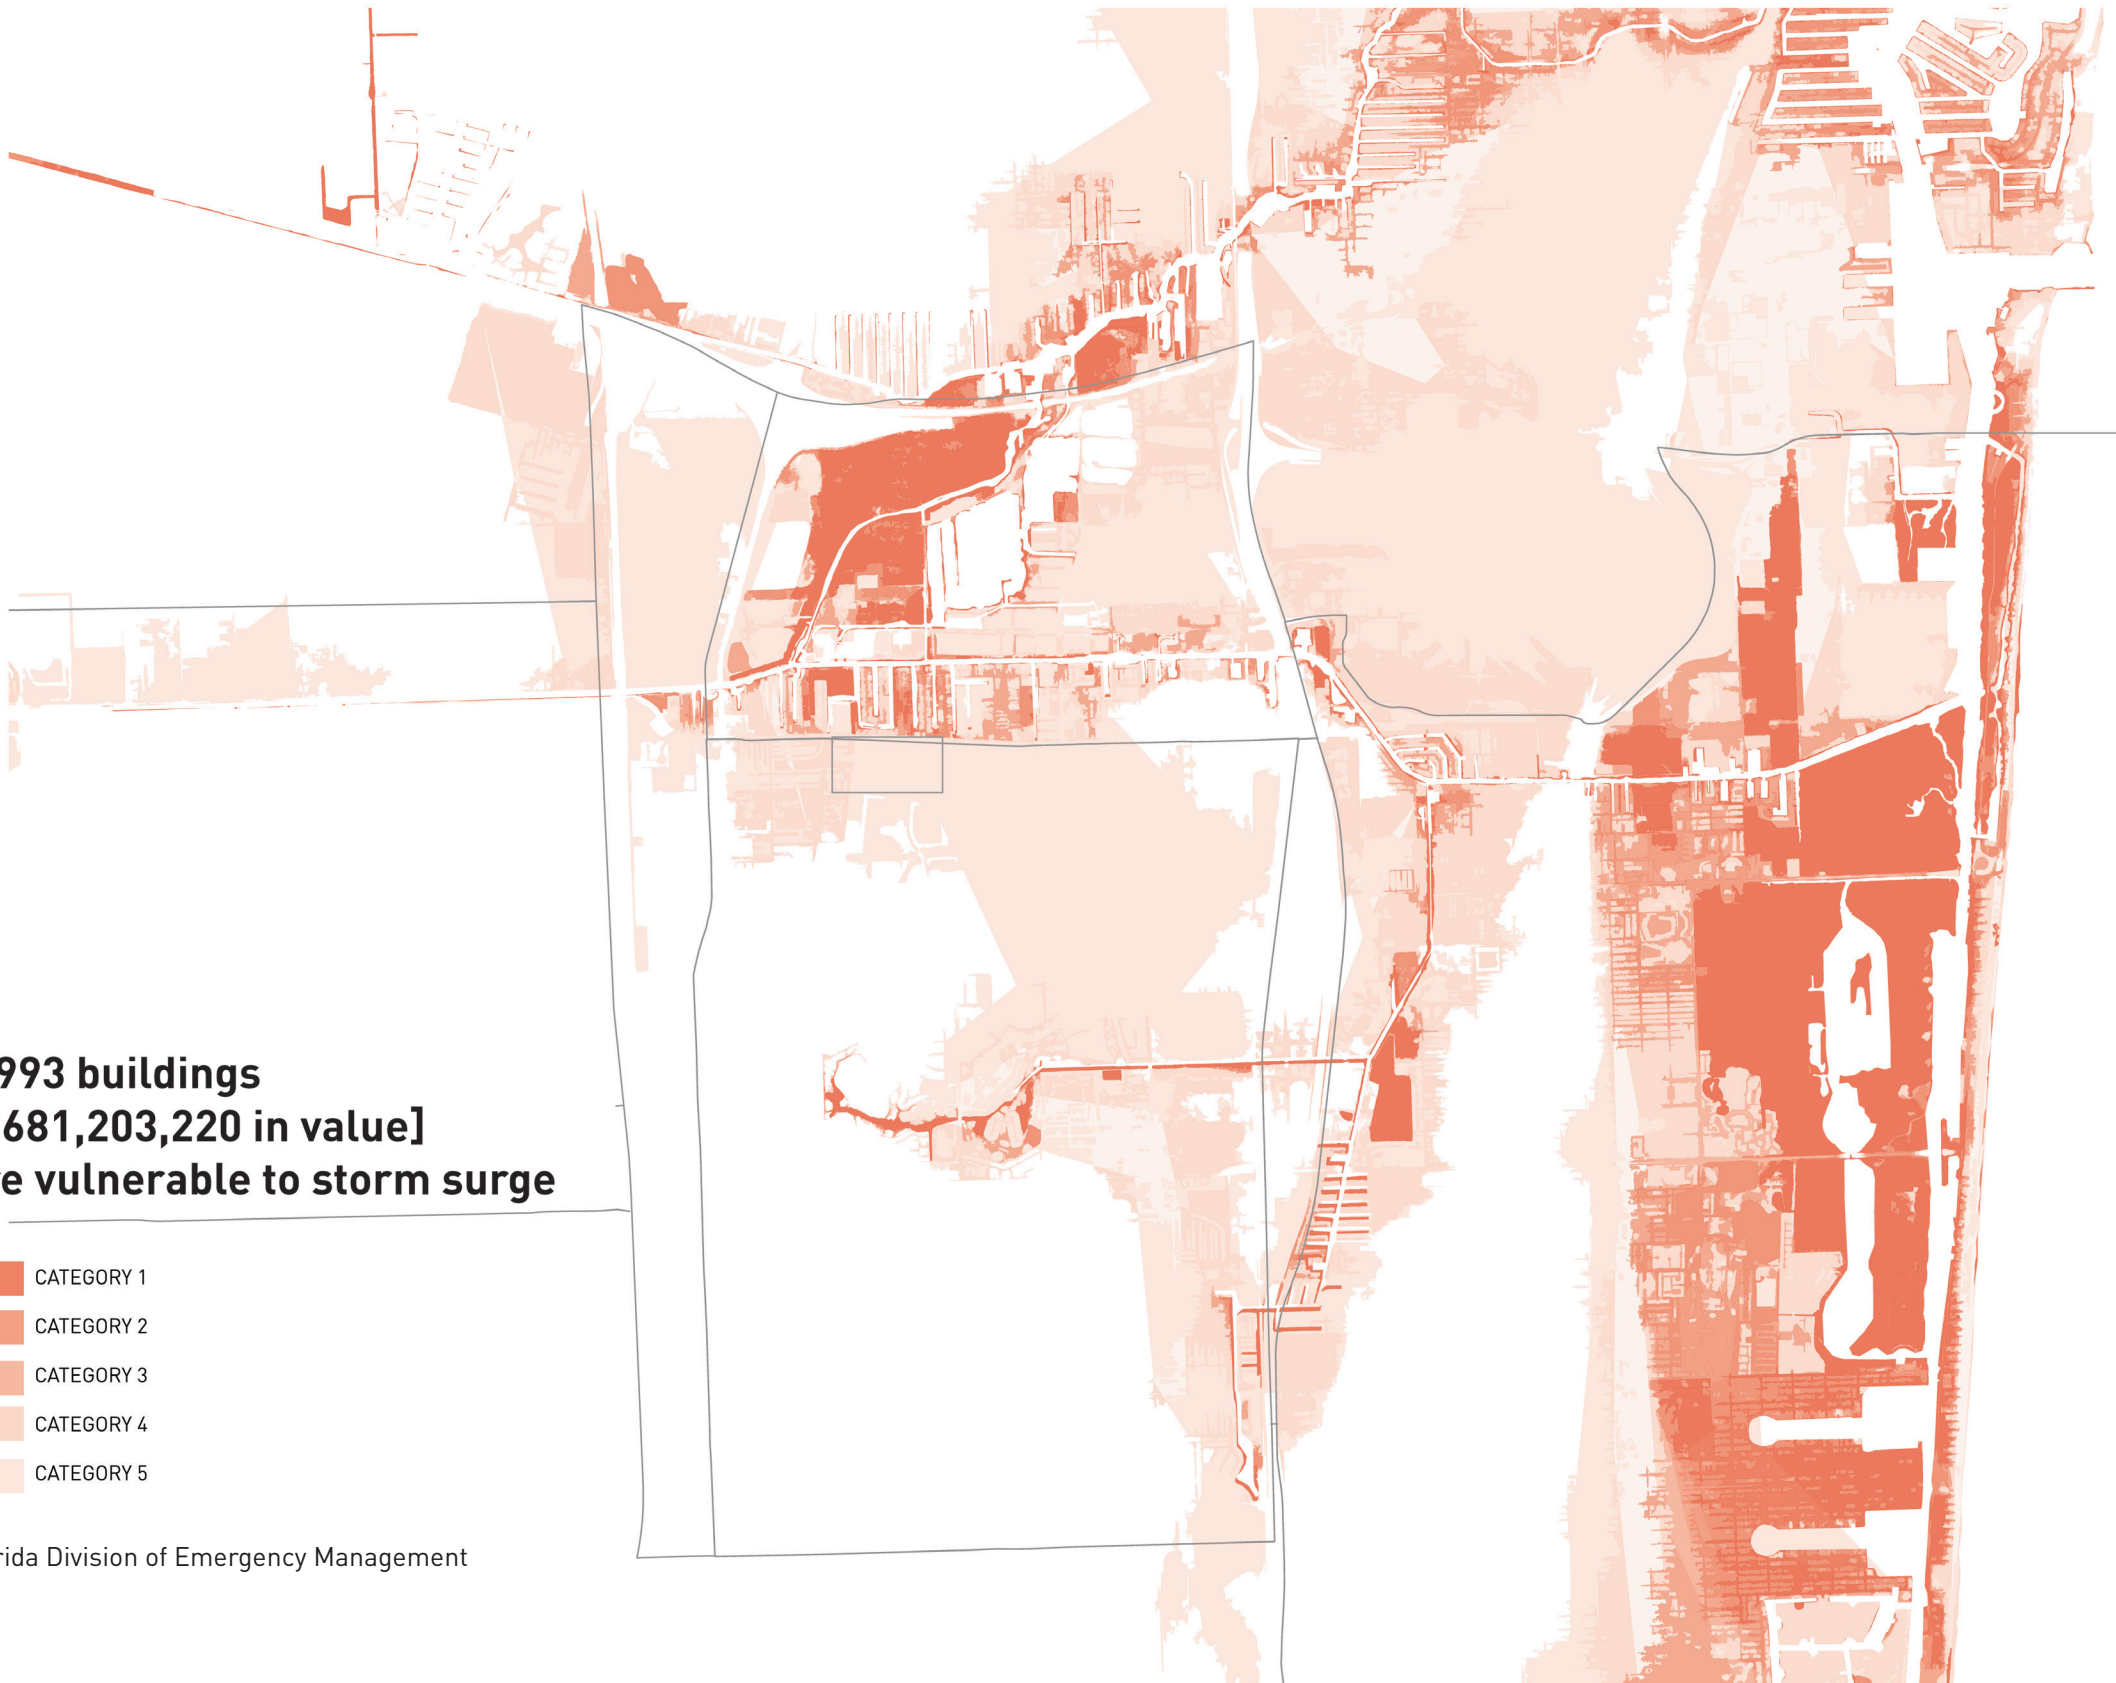 993 buildings
681,203,220 in value]
e vulnerable to storm surge
CATEGORY 1
CATEGORY 2
CATEGORY 3
CATEGORY 4
CATEGORY 5
rida Division of Emergency Management